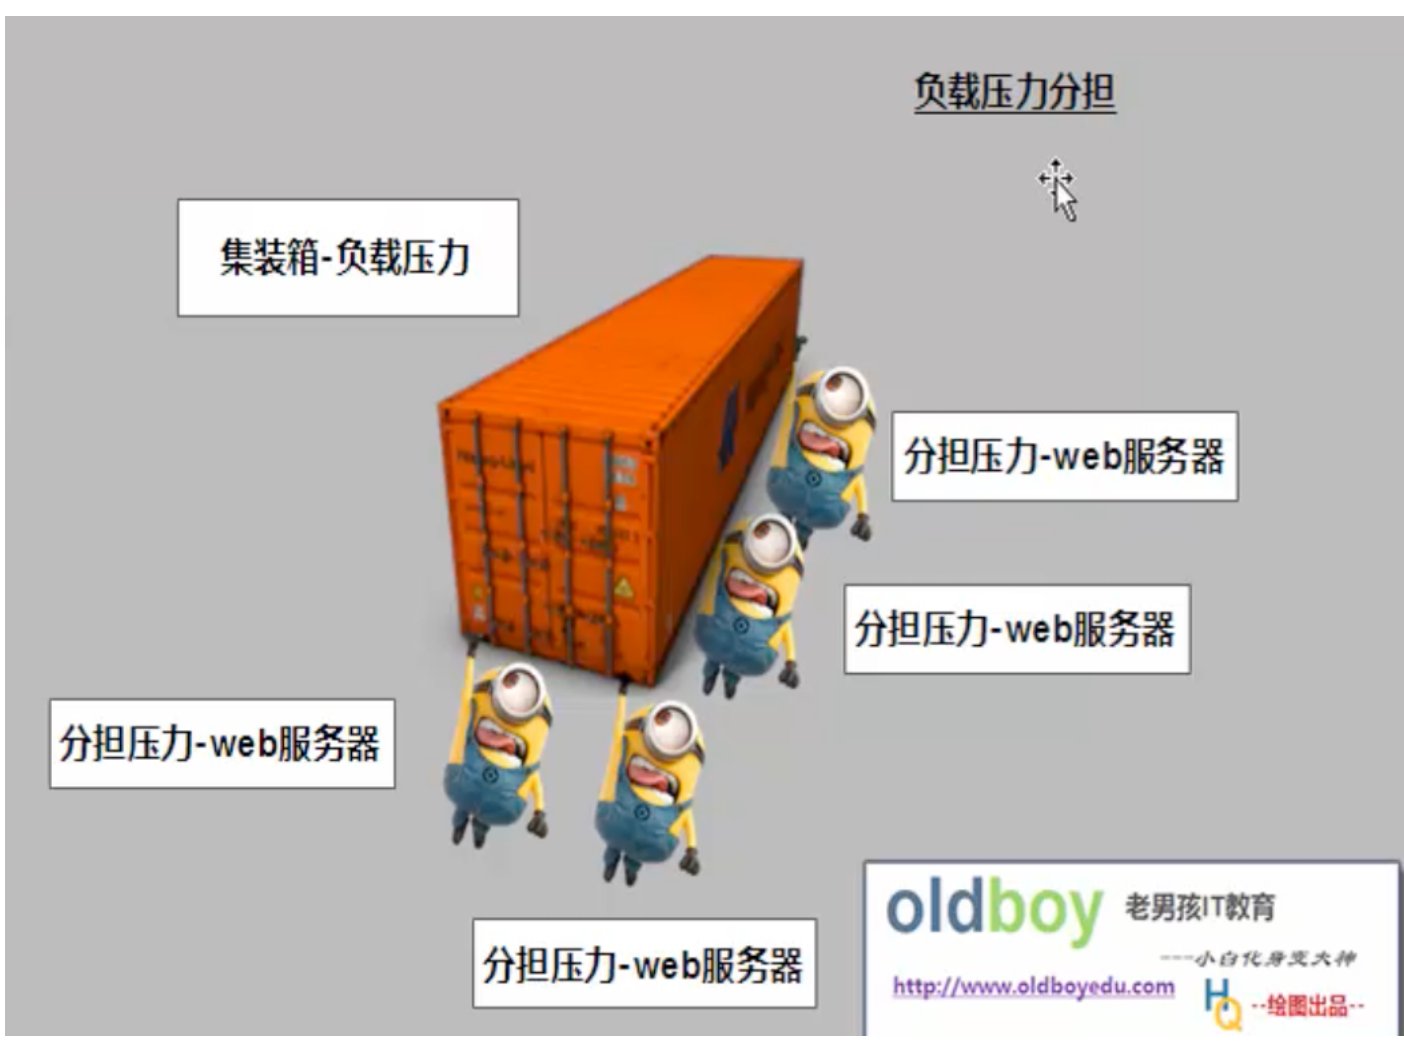 负载压力分担
集装箱-负载压力
分担压力-web服务器
分担压力-web服务器
分担压力-web服务器
分担压力-web服务器
oldboy 老男孩IT教育
---小白化身变大神
http://www.oldboyedu.com
HQ --绘图出品--